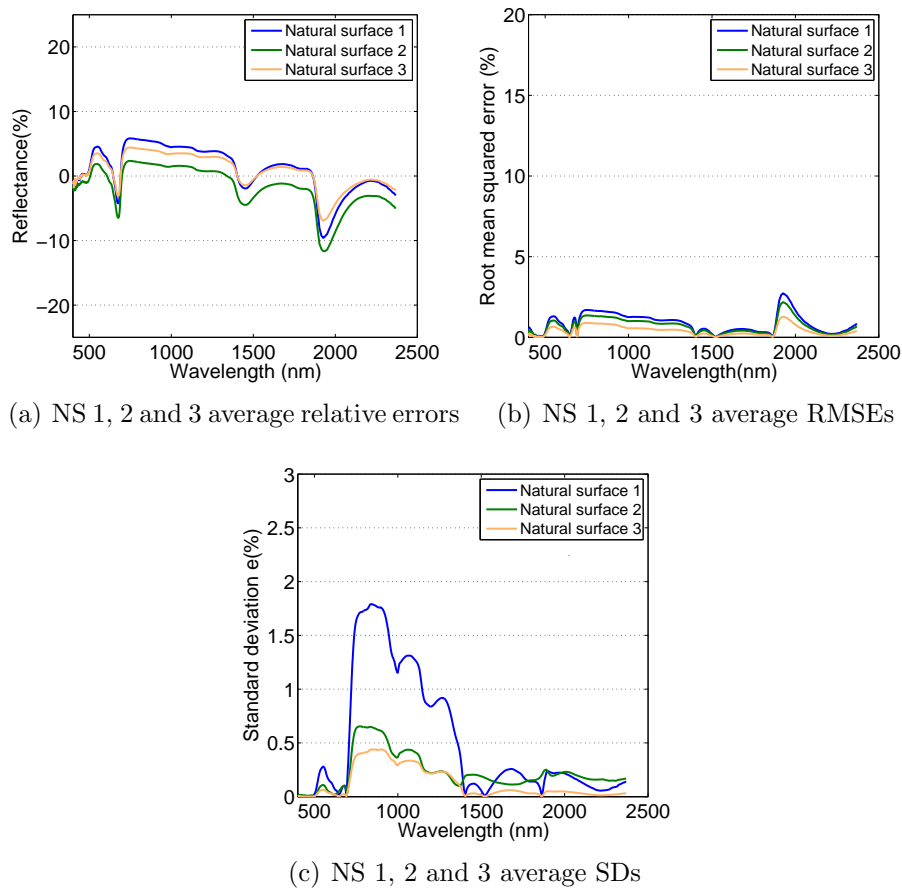 20
10
0
−10
−20
Reflectance(%)
500 1000 1500 2000 2500
Wavelength (nm)
Natural surface 1
Natural surface 2
Natural surface 3
(a) NS 1, 2 and 3 average relative errors
20
15
10
5
0
Root mean squared error (%)
500 1000 1500 2000 2500
Wavelength(nm)
Natural surface 1
Natural surface 2
Natural surface 3
(b) NS 1, 2 and 3 average RMSEs
3
2.5
2
1.5
1
0.5
0
Standard deviation e(%)
500 1000 1500 2000 2500
Wavelength (nm)
Natural surface 1
Natural surface 2
Natural surface 3
(c) NS 1, 2 and 3 average SDs